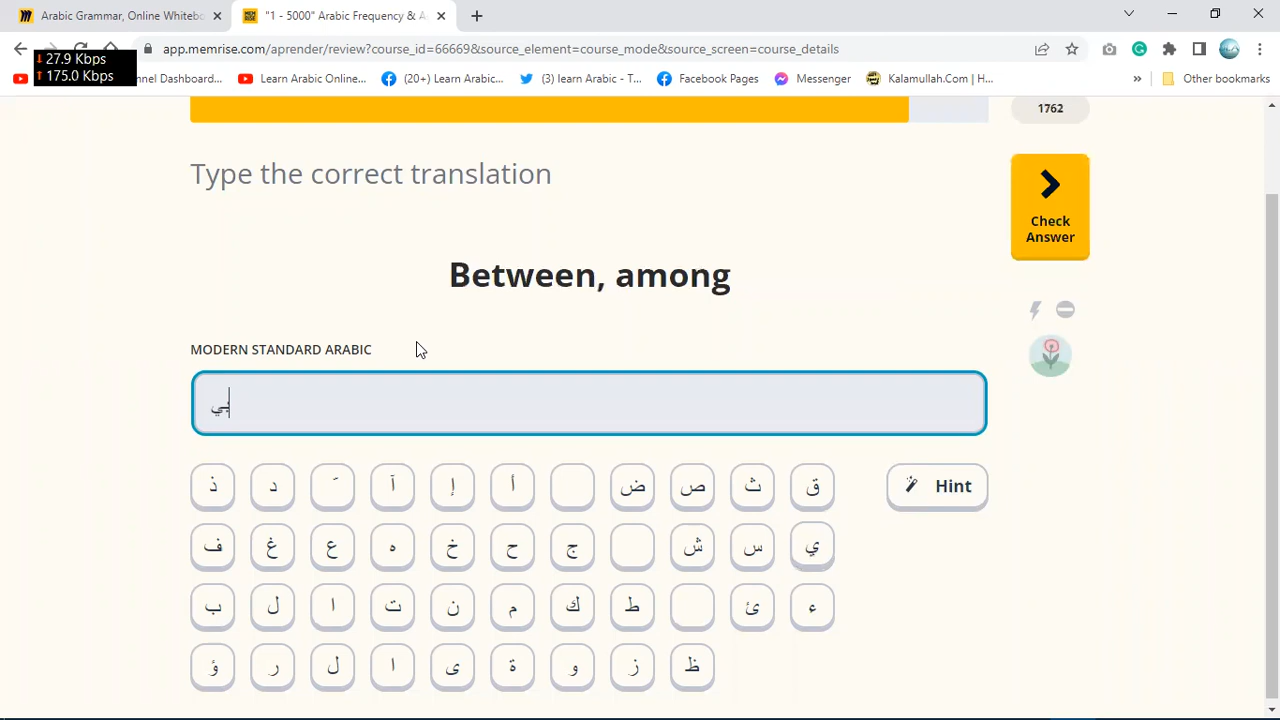 Arabic Grammar, Online Whitebo
"1 - 5000" Arabic Frequency & A
app.memrise.com/aprender/review?course_id=66669&source_element=course_mode&source_screen=course_details
27.9 Kbps
175.0 Kbps
nnel Dashboard...
Learn Arabic Online...
(20+) Learn Arabic...
(3) learn Arabic - T...
Facebook Pages
Messenger
Kalamullah.Com | H...
Other bookmarks
1762
Type the correct translation
Check
Answer
Between, among
MODERN STANDARD ARABIC
بي
ذ د َ آ إ أ ض ص ث ق
Hint
ف غ ع ه خ ح ج ش س ي
ب ل ا ت ن م ك ط ئ ء
ؤ ر ل ا ى ة و ز ظ